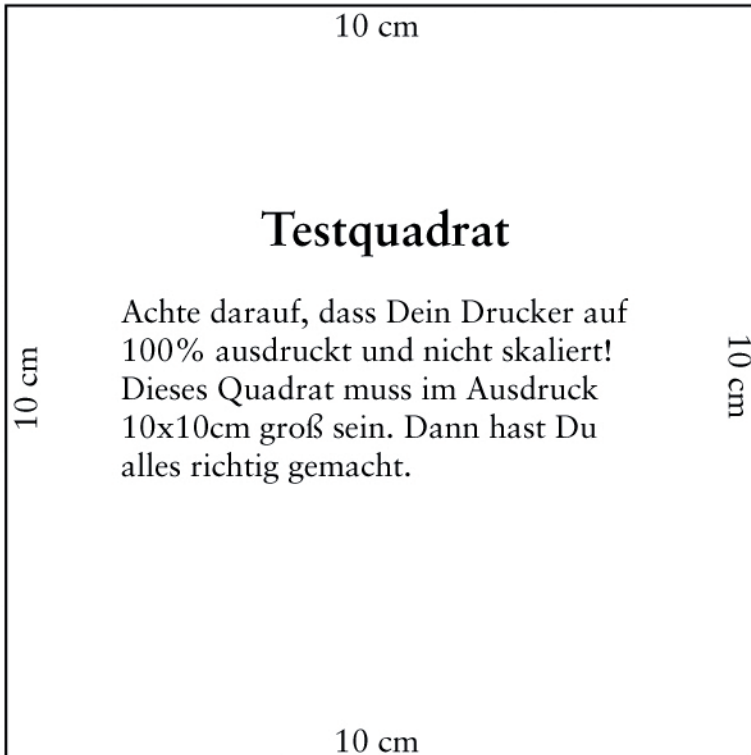 10 cm
Testquadrat
Achte darauf, dass Dein Drucker auf
100% ausdruckt und nicht skaliert!
Dieses Quadrat muss im Ausdruck
10x10cm groß sein. Dann hast Du
alles richtig gemacht.
10 cm
10 cm
10 cm